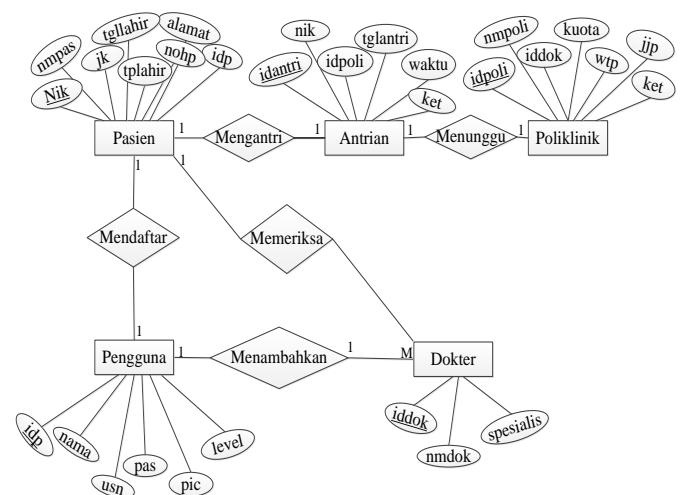 tgllahir
alamat
nmpas
jk
nohp
idp
tplahir
Nik
nik
tglantri
idantri
idpoli
waktu
ket
nmpoli
kuota
iddok
jjp
wtp
idpoli
ket
Pasien
1
Mengantri
1
Antrian
1
Menunggu
1
Poliklinik
1
1
Mendaftar
Memeriksa
1
Pengguna
1
Menambahkan
1
M
Dokter
idp
nama
usn
pas
pic
level
iddok
nmdok
spesialis